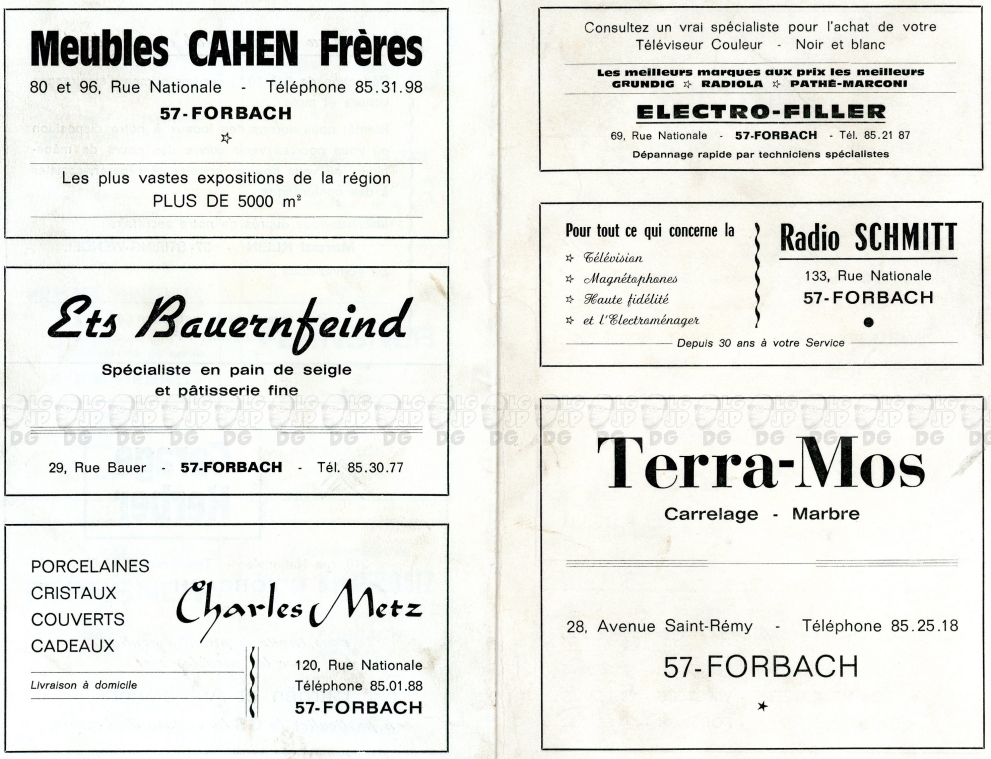 Meubles CAHEN Frères
80 et 96, Rue Nationale - Téléphone 85.31.98
57-FORBACH
Les plus vastes expositions de la région
PLUS DE 5000 m²
Ets Bauernfeind
Spécialiste en pain de seigle
et pâtisserie fine
29, Rue Bauer - 57-FORBACH - Tél. 85.30.77
PORCELAINES
CRISTAUX
COUVERTS
CADEAUX
Charles Metz
Livraison à domicile
120, Rue Nationale
Téléphone 85.01.88
57-FORBACH
Consultez un vrai spécialiste pour l'achat de votre
Téléviseur Couleur - Noir et blanc
Les meilleurs marques aux prix les meilleurs
GRUNDIG ☆ RADIOLA ☆ PATHÉ-MARCONI
ELECTRO-FILLER
69, Rue Nationale - 57-FORBACH - Tél. 85.21 87
Dépannage rapide par techniciens spécialistes
Pour tout ce qui concerne la
☆ Télévision
☆ Magnétophones
☆ Haute fidélité
☆ et l'Electroménager
Radio SCHMITT
133, Rue Nationale
57-FORBACH
Depuis 30 ans à votre Service
Terra-Mos
Carrelage - Marbre
28, Avenue Saint-Rémy - Téléphone 85.25.18
57-FORBACH